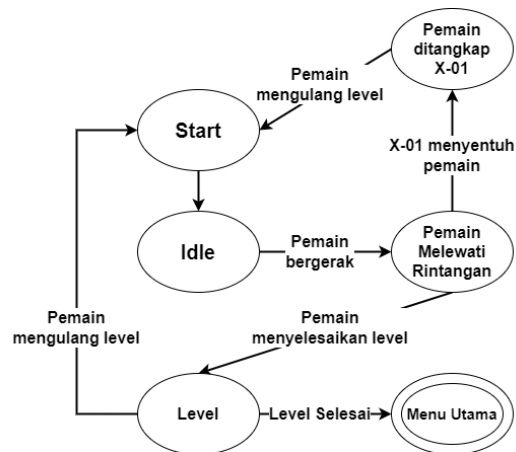 Pemain
ditangkap
X-01
Pemain
mengulang level
Start
X-01 menyentuh
pemain
Idle
Pemain
bergerak
Pemain
Melewati
Rintangan
Pemain
mengulang level
Pemain
menyelesaikan level
Level
Level Selesai
Menu Utama